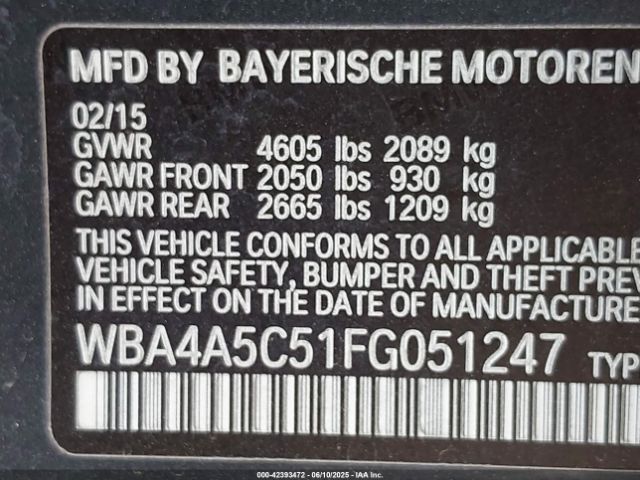 MFD BY BAYERISCHE MOTOREN
02/15
GVWR 4605 lbs 2089 kg
GAWR FRONT 2050 lbs 930 kg
GAWR REAR 2665 lbs 1209 kg
THIS VEHICLE CONFORMS TO ALL APPLICABLE
VEHICLE SAFETY, BUMPER AND THEFT PREV
IN EFFECT ON THE DATE OF MANUFACTURE
WBA4A5C51FG051247 TYP
000-42393472 - 06/10/2025 - IAA Inc.